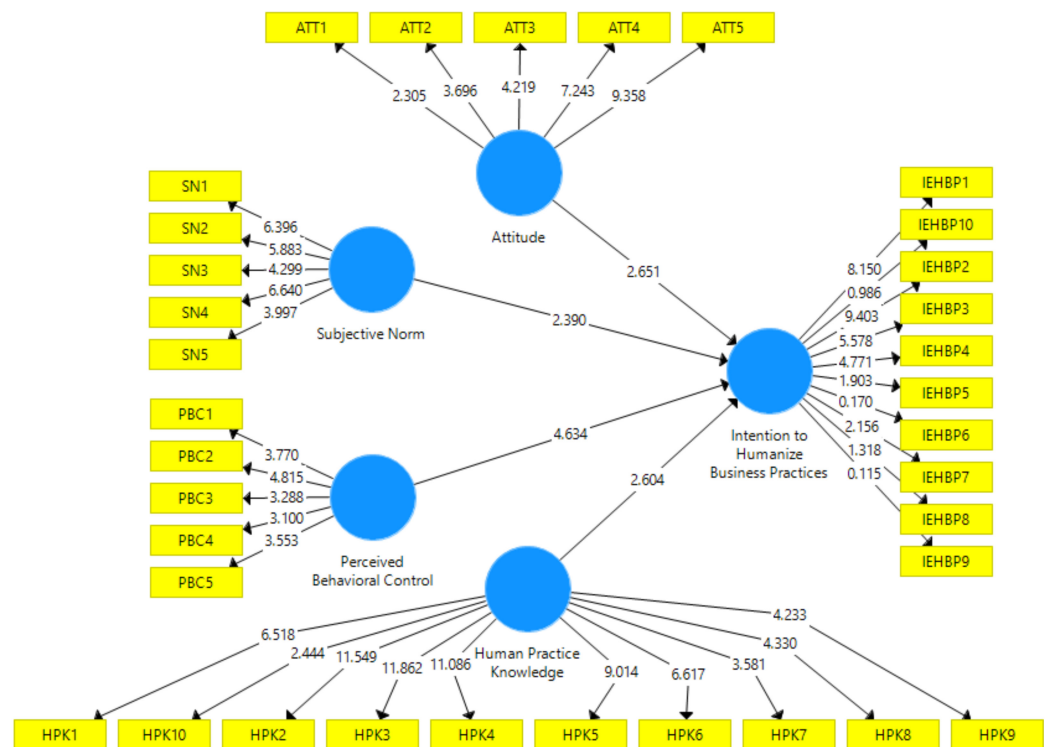 ATT1 ATT2 ATT3 ATT4 ATT5
2.305 3.696 4.219 7.243 9.358
Attitude
SN1
SN2
SN3
SN4
SN5
6.396
5.883
4.299
6.640
3.997
Subjective Norm
2.651
2.390
4.634
2.604
PBC1
PBC2
PBC3
PBC4
PBC5
3.770
4.815
3.288
3.100
3.553
Perceived
Behavioral Control
Intention to
Humanize
Business Practices
8.150
0.986
9.403
5.578
4.771
1.903
0.170
2.156
1.318
0.115
IEHBP1
IEHBP10
IEHBP2
IEHBP3
IEHBP4
IEHBP5
IEHBP6
IEHBP7
IEHBP8
IEHBP9
Human Practice
Knowledge
6.518 2.444 11.549 11.862 11.086 9.014 6.617 3.581 4.330 4.233
HPK1 HPK10 HPK2 HPK3 HPK4 HPK5 HPK6 HPK7 HPK8 HPK9